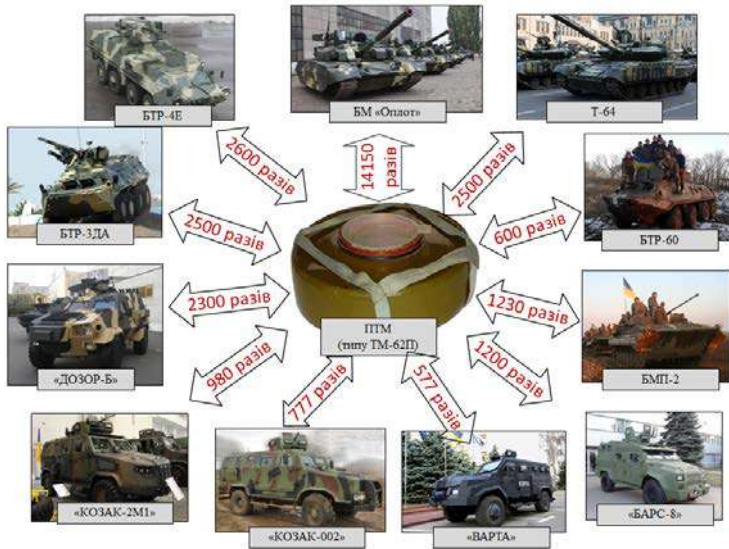 БТР-4Е
БМ «Оплот»
Т-64
2600 разів
14150
разів
2500 разів
БТР-3ДА
2500 разів
600 разів
БТР-60
«ДОЗОР-Б»
2300 разів
ПТМ
(типу ТМ-62П)
1230 разів
БМП-2
980 разів
777 разів
577 разів
1200 разів
«КОЗАК-2М1»
«КОЗАК-002»
«ВАРТА»
«БАРС-8»